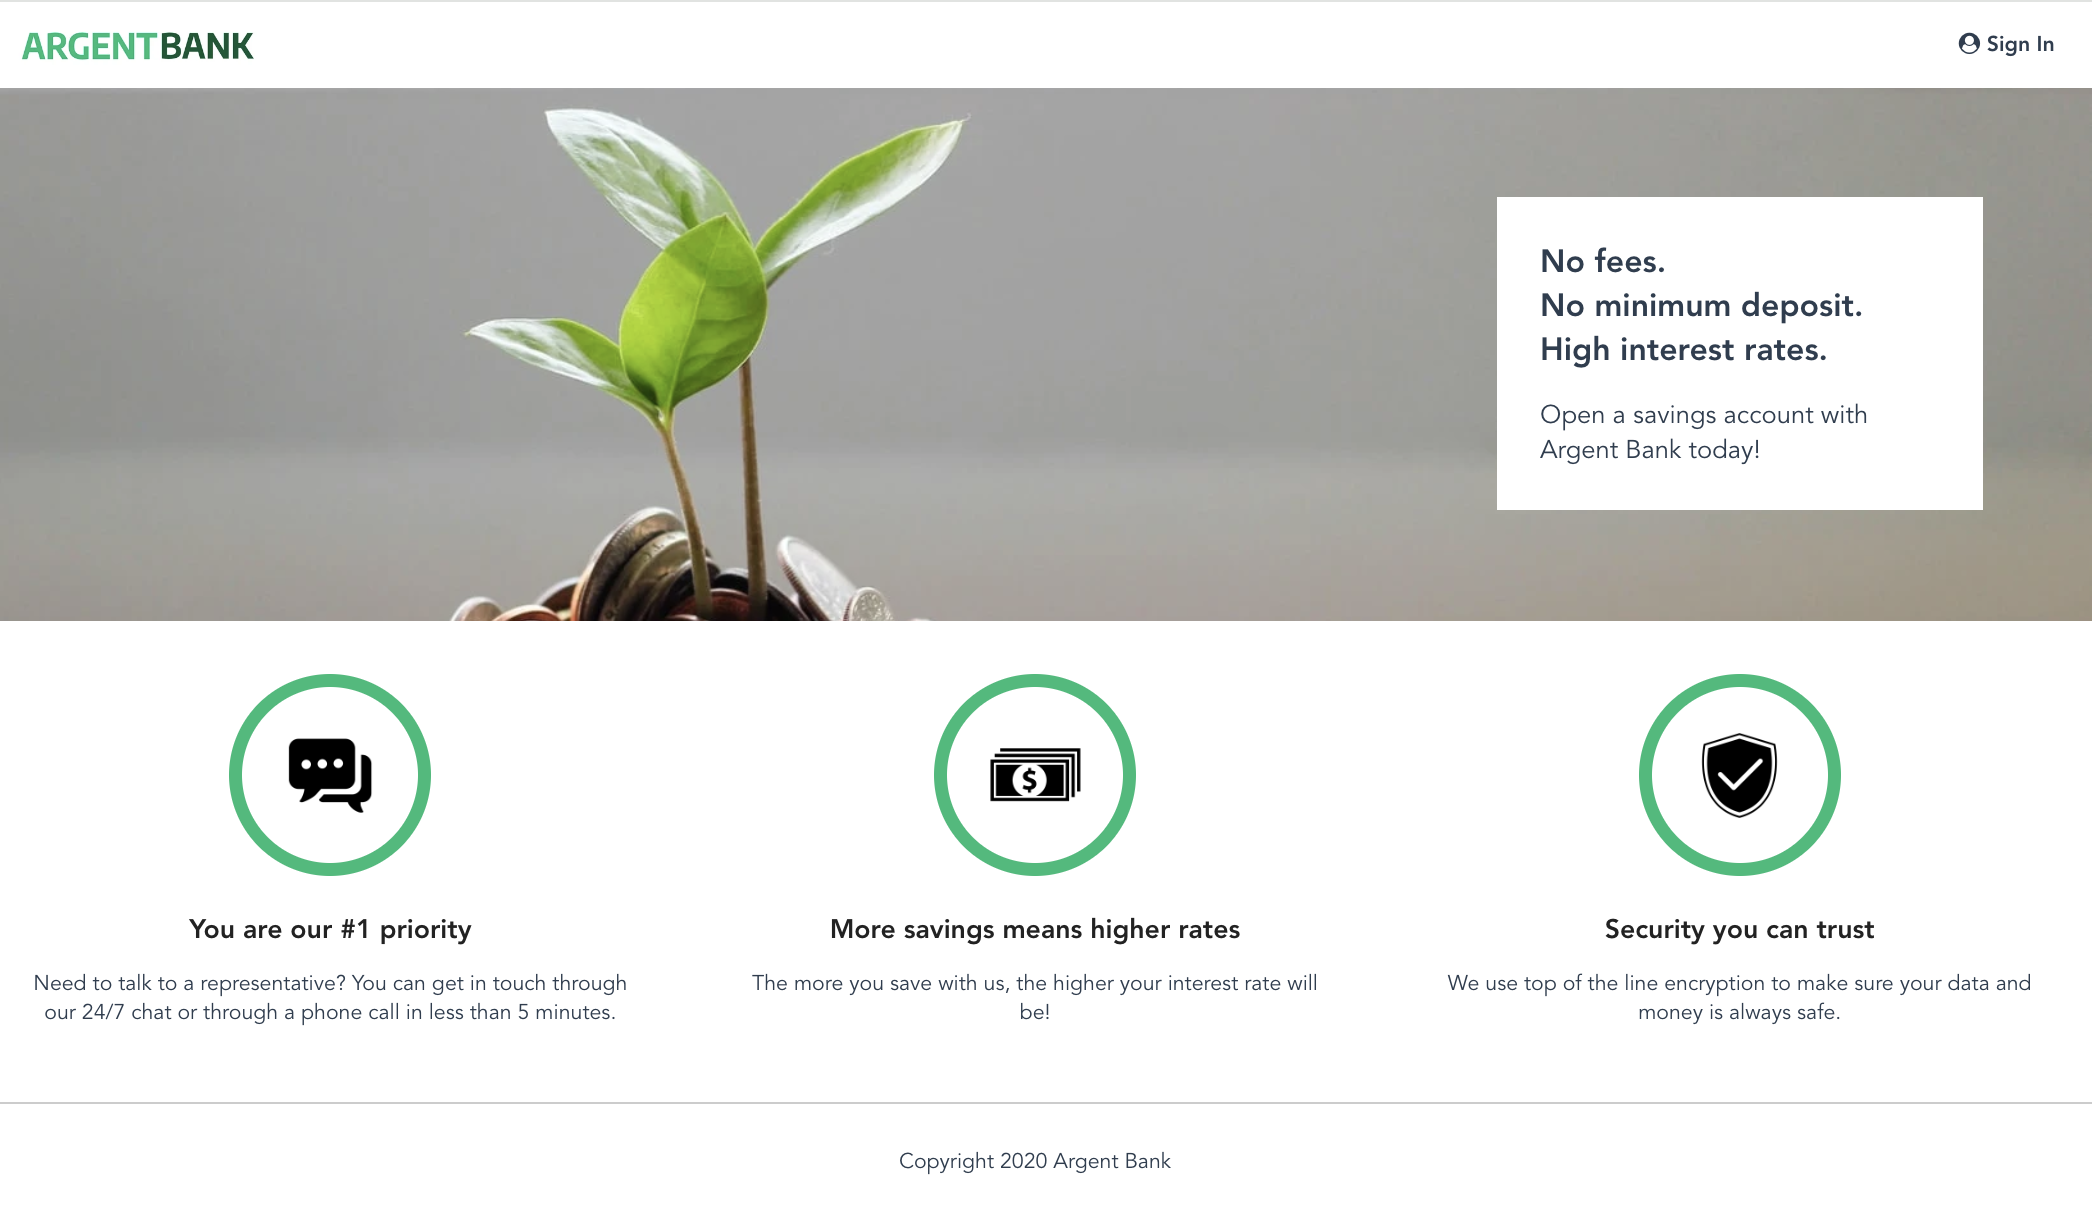 ARGENTBANK
Sign In
No fees.
No minimum deposit.
High interest rates.
Open a savings account with
Argent Bank today!
You are our #1 priority
Need to talk to a representative? You can get in touch through
our 24/7 chat or through a phone call in less than 5 minutes.
$
More savings means higher rates
The more you save with us, the higher your interest rate will
be!
Security you can trust
We use top of the line encryption to make sure your data and
money is always safe.
Copyright 2020 Argent Bank